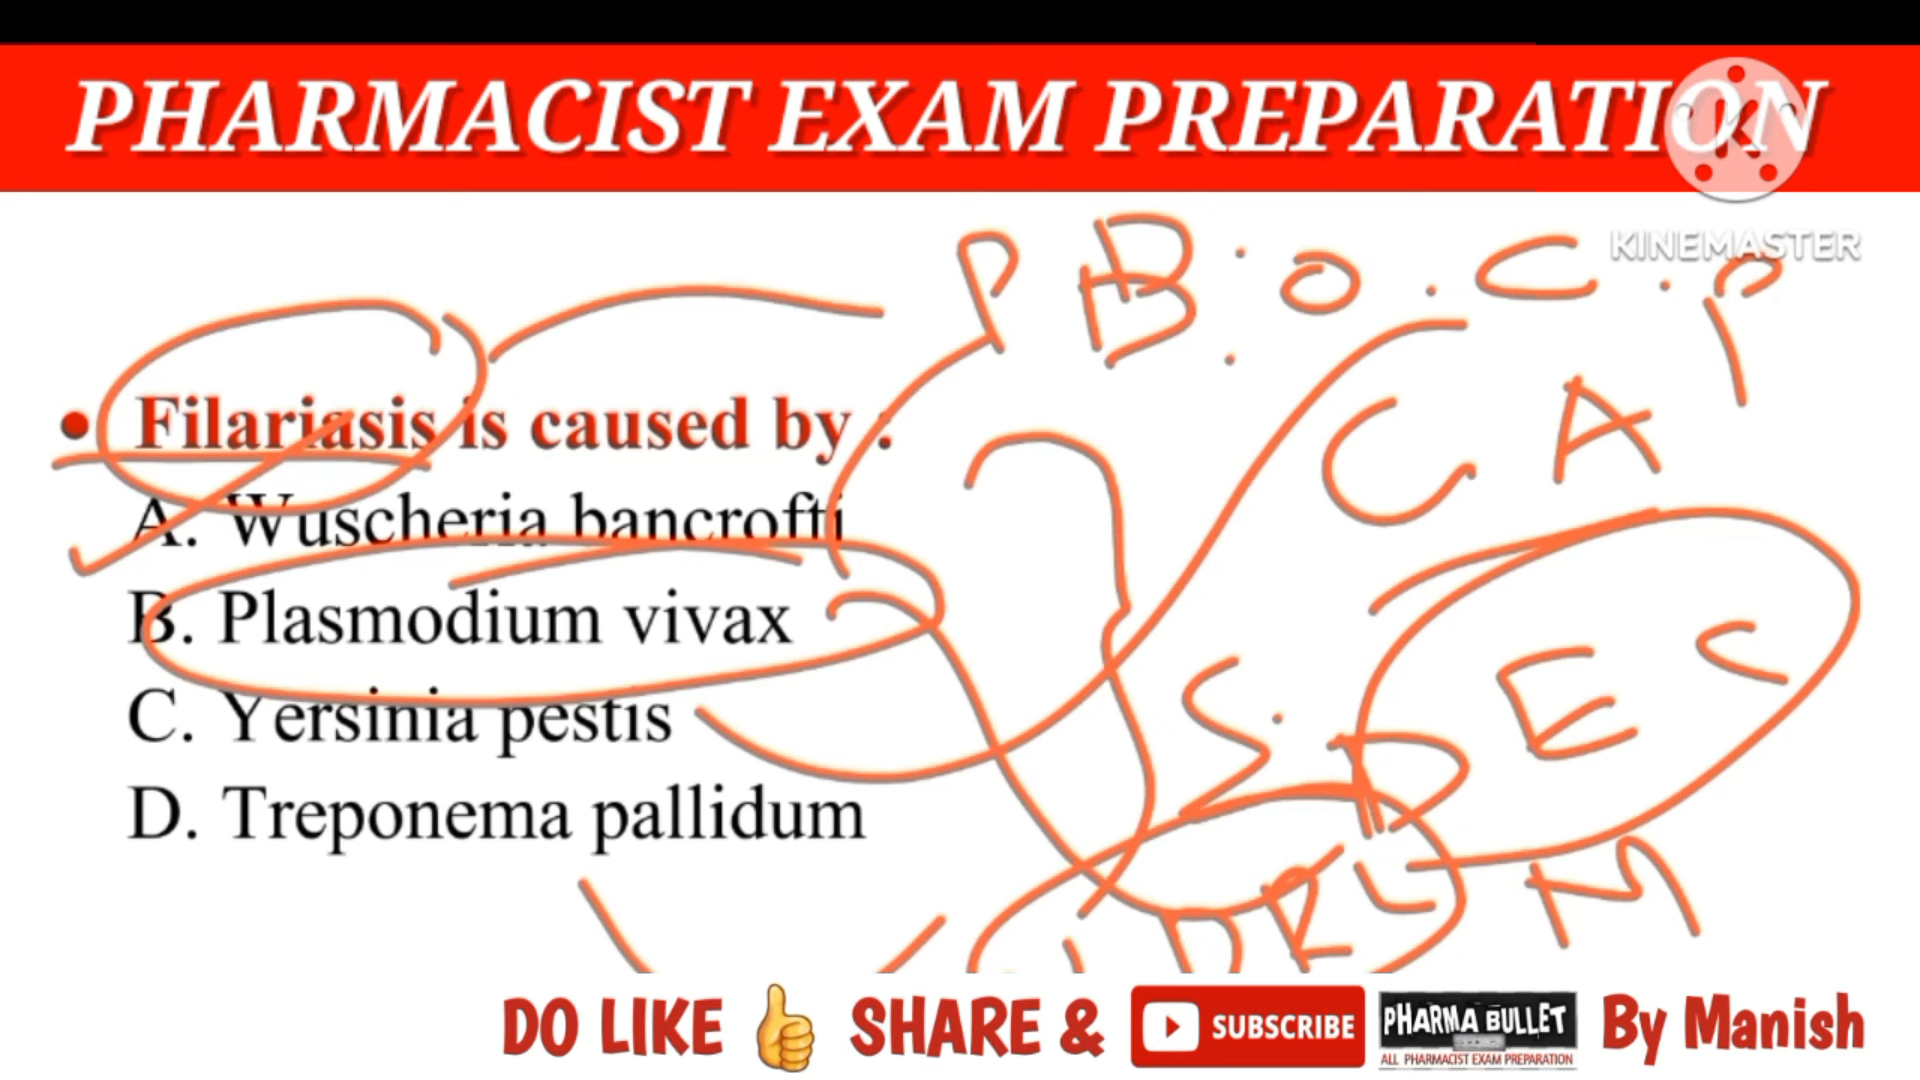 PHARMACIST EXAM PREPARATION
KINEMASTER
P B . O . C . P
B .
C A
• Filariasis is caused by :
A. Wuscheria bancrofti
B. Plasmodium vivax
E C
S . D
C. Yersinia pestis
D. Treponema pallidum
M
D R L
DO LIKE 👍 SHARE & SUBSCRIBE PHARMA BULLET By Manish
ALL PHARMACIST EXAM PREPARATION